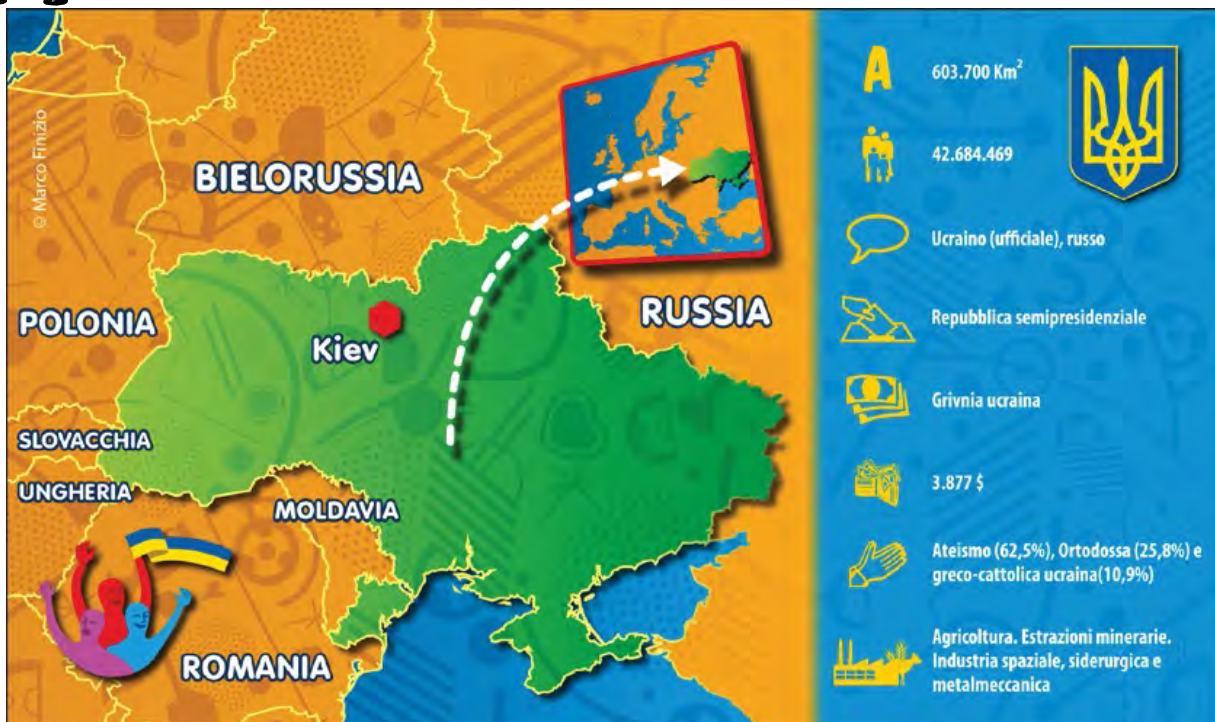 © Marco Finizio
BIELORUSSIA
POLONIA
Kiev
RUSSIA
SLOVACCHIA
UNGHERIA
MOLDAVIA
ROMANIA
A
603.700 Km²
42.684.469
Ucraino (ufficiale), russo
Repubblica semipresidenziale
Grivnia ucraina
3.877 $
Ateismo (62,5%), Ortodossa (25,8%) e
greco-cattolica ucraina(10,9%)
Agricoltura. Estrazioni minerarie.
Industria spaziale, siderurgica e
metalmeccanica